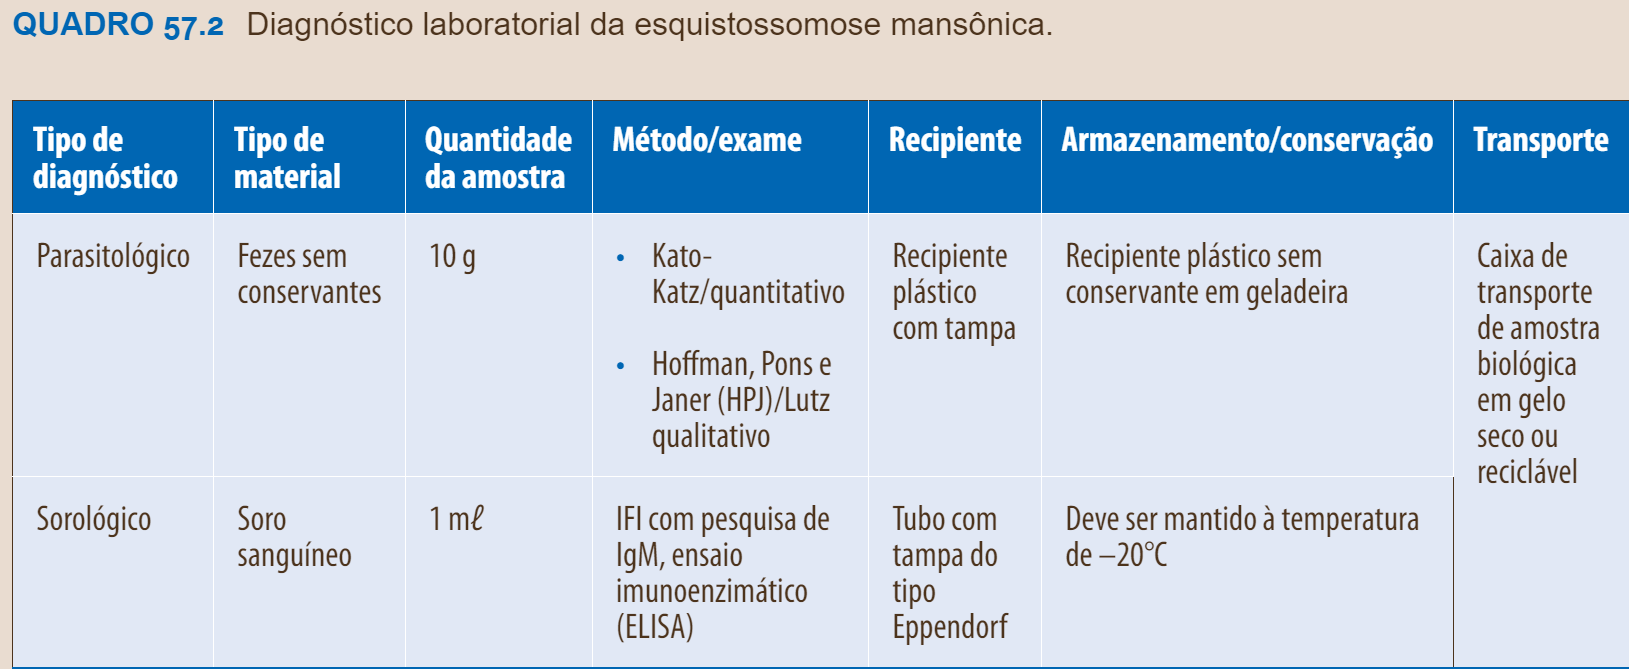 QUADRO 57.2 Diagnóstico laboratorial da esquistossomose mansônica.
Tipo de
diagnóstico
Tipo de
material
Quantidade
da amostra
Método/exame
Recipiente
Armazenamento/conservação
Transporte
Parasitológico
Fezes sem
conservantes
10 g
• Kato-
Katz/quantitativo
• Hoffman, Pons e
Janer (HPJ)/Lutz
qualitativo
Recipiente
plástico
com tampa
Recipiente plástico sem
conservante em geladeira
Caixa de
transporte
de amostra
biológica
em gelo
seco ou
reciclável
Sorológico
Soro
sanguíneo
1 mℓ
IFI com pesquisa de
IgM, ensaio
imunoenzimático
(ELISA)
Tubo com
tampa do
tipo
Eppendorf
Deve ser mantido à temperatura
de –20°C